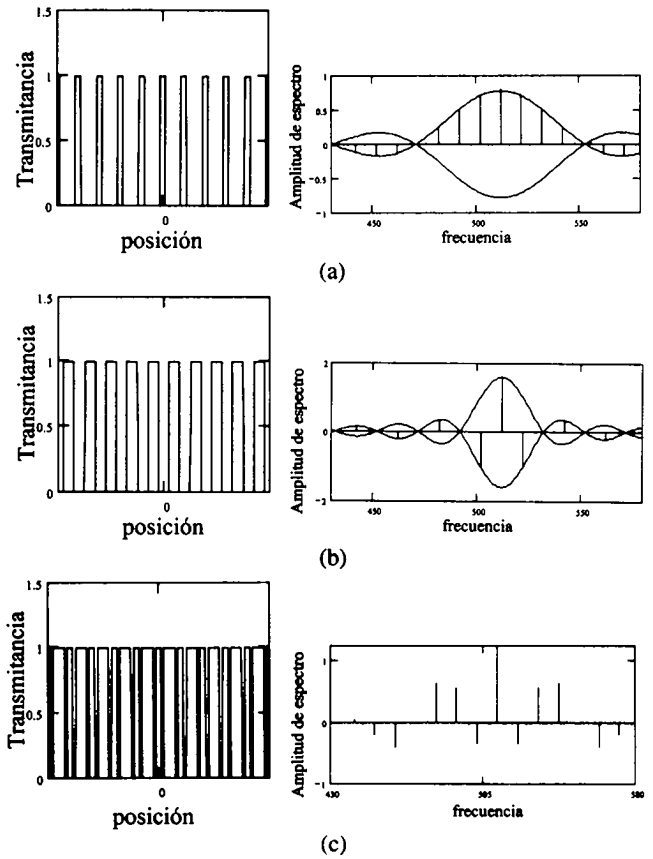 1.5
1
0.5
0
Transmitancia
0
posición
1
0.5
0
−0.5
−1
Amplitud de espectro
450
500
550
frecuencia
(a)
1.5
1
0.5
0
Transmitancia
0
posición
2
0
−2
Amplitud de espectro
450
500
550
frecuencia
(b)
1.5
1
0.5
0
Transmitancia
0
posición
1
0
−1
Amplitud de espectro
430
505
580
frecuencia
(c)